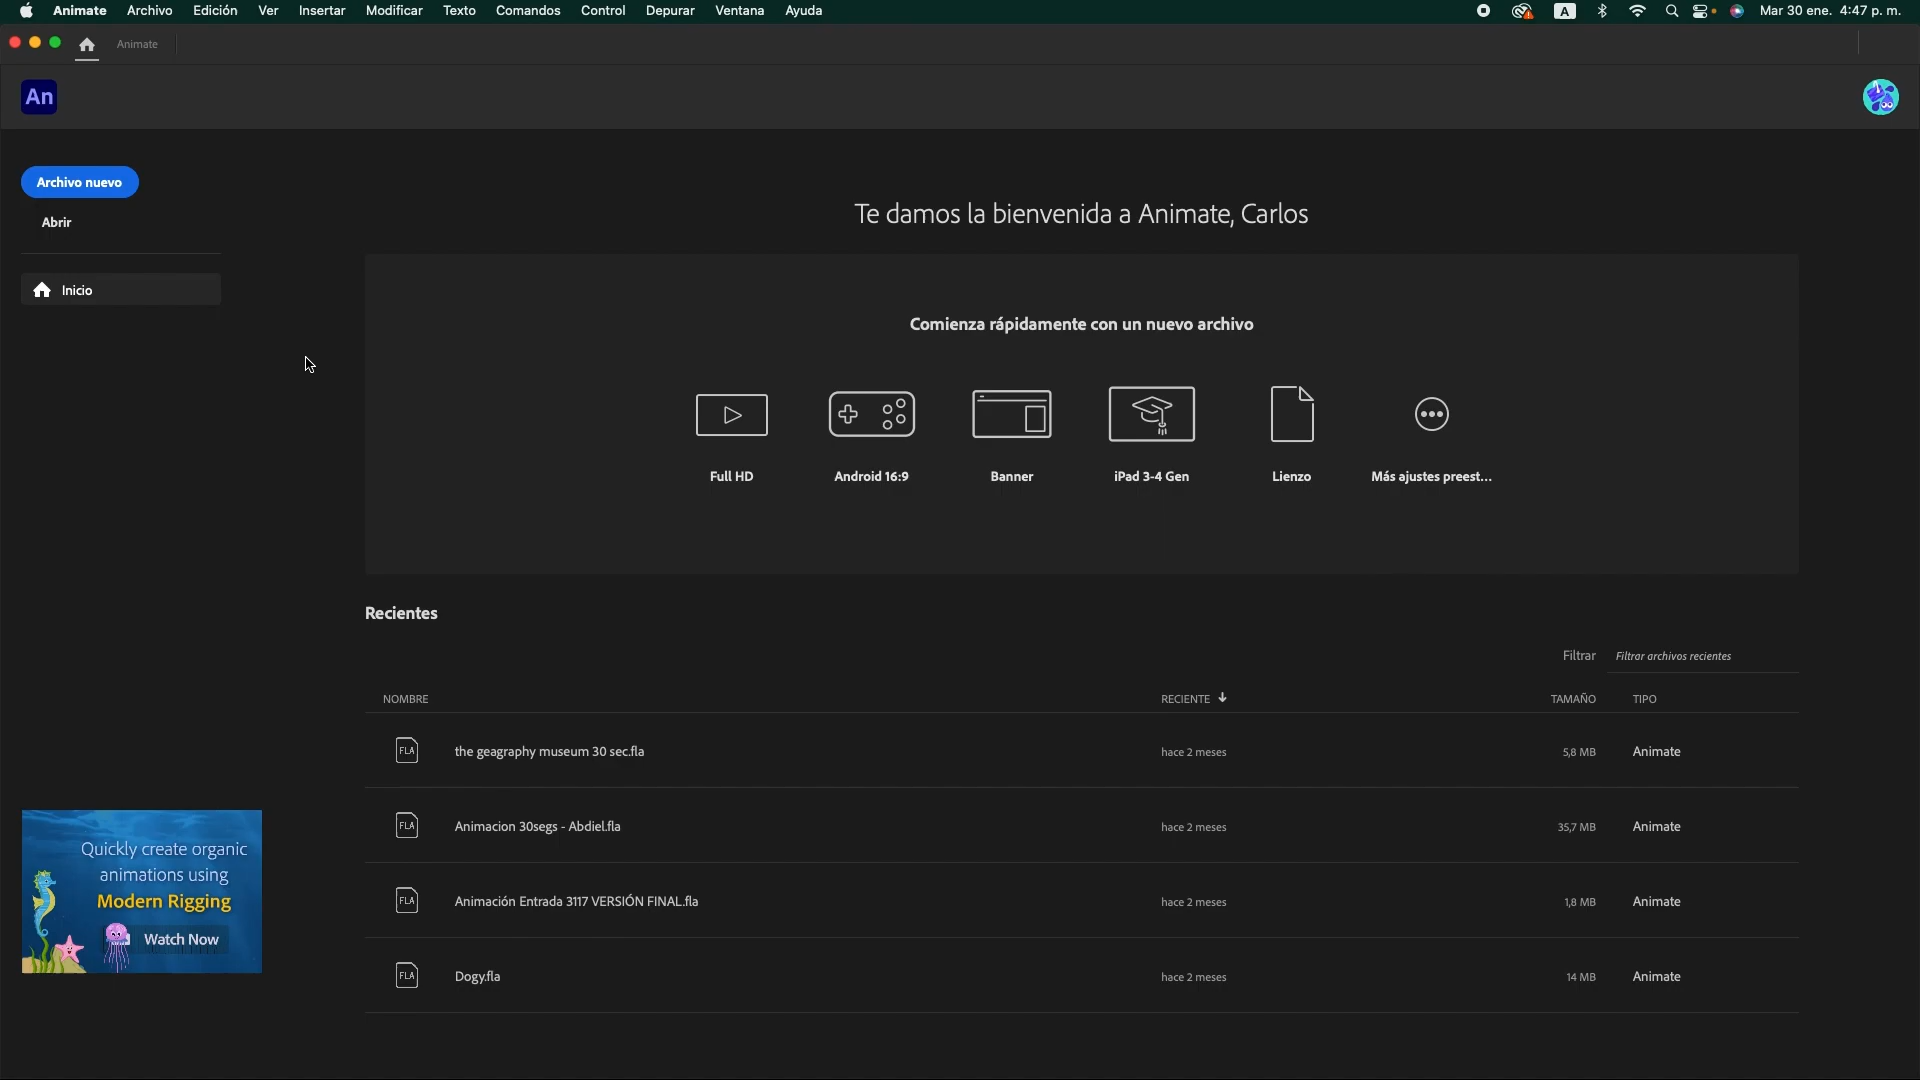 Animate Archivo Edición Ver Insertar Modificar Texto Comandos Control Depurar Ventana Ayuda A Mar 30 ene. 4:47 p. m.
Animate
An
Archivo nuevo
Abrir
Inicio
Te damos la bienvenida a Animate, Carlos
Comienza rápidamente con un nuevo archivo
Full HD Android 16:9 Banner iPad 3-4 Gen Lienzo Más ajustes preest...
Recientes
Filtrar Filtrar archivos recientes
NOMBRE RECIENTE TAMAÑO TIPO
FLA the geagraphy museum 30 sec.fla hace 2 meses 5,8 MB Animate
FLA Animacion 30segs - Abdiel.fla hace 2 meses 35,7 MB Animate
FLA Animación Entrada 3117 VERSIÓN FINAL.fla hace 2 meses 1,8 MB Animate
FLA Dogy.fla hace 2 meses 14 MB Animate
Quickly create organic
animations using
Modern Rigging
Watch Now